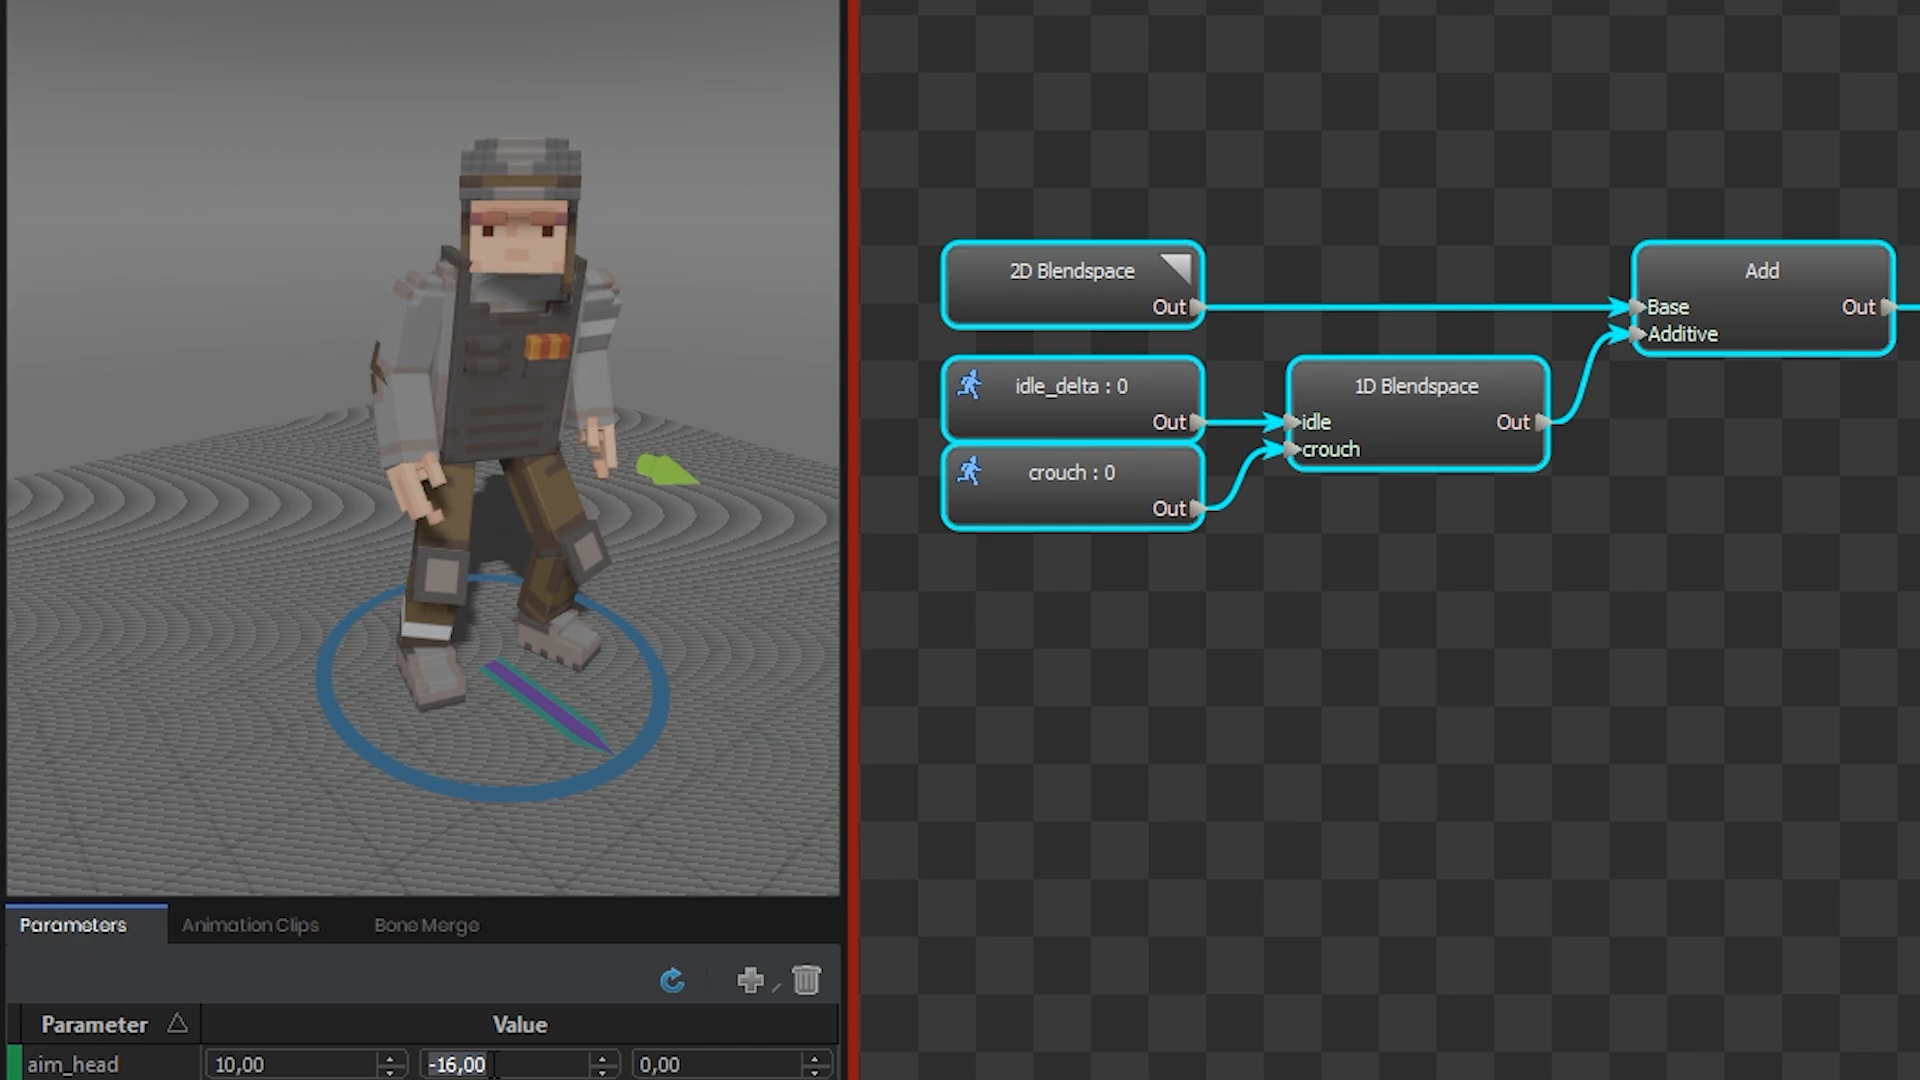 2D Blendspace
Out
idle_delta : 0
Out
crouch : 0
Out
1D Blendspace
idle
Out
crouch
Add
Base
Out
Additive
Parameters
Animation Clips
Bone Merge
Parameter
Value
aim_head
10,00
-16,00
0,00